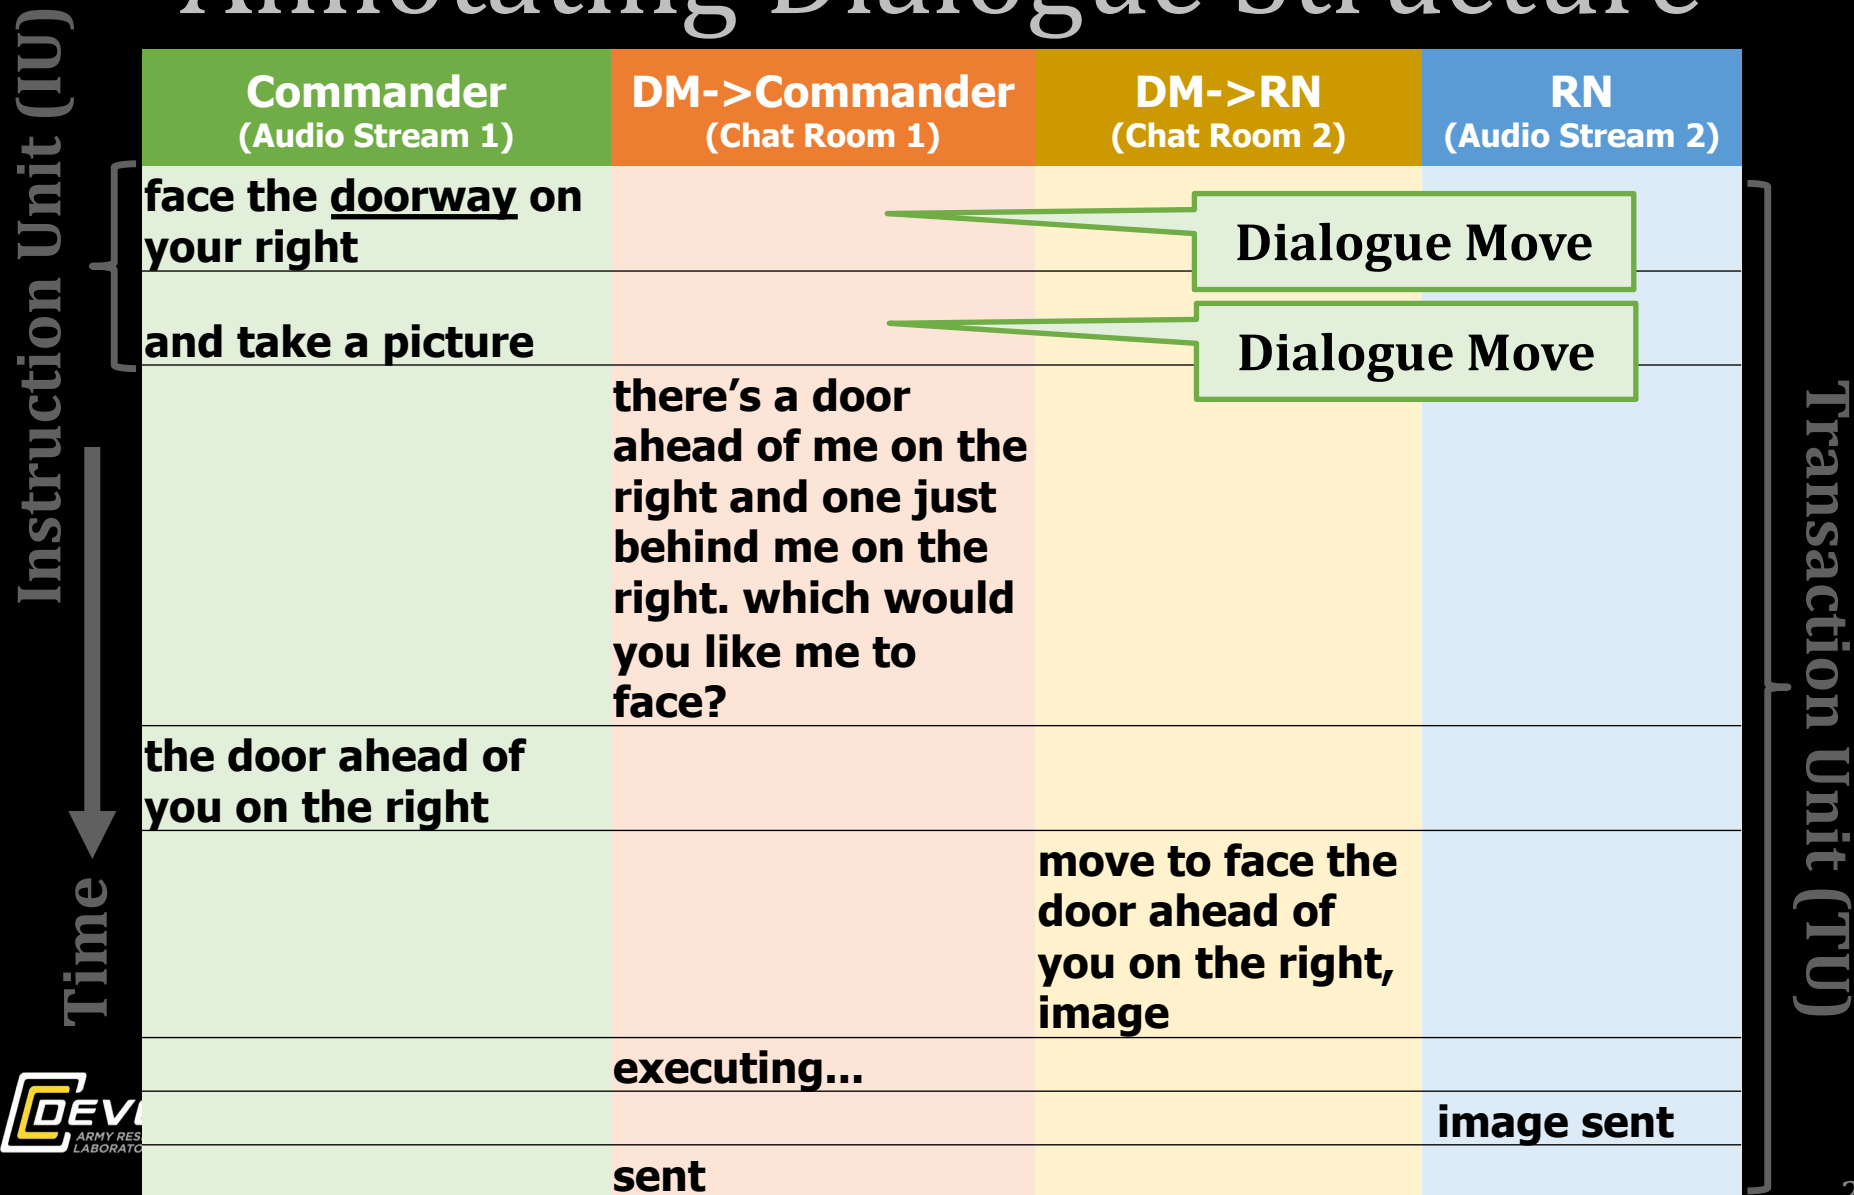 Annotating Dialogue Structure
Instruction Unit (IU)
Time
Commander
(Audio Stream 1)
DM->Commander
(Chat Room 1)
DM->RN
(Chat Room 2)
RN
(Audio Stream 2)
face the doorway on
your right
Dialogue Move
and take a picture
Dialogue Move
there’s a door
ahead of me on the
right and one just
behind me on the
right. which would
you like me to
face?
the door ahead of
you on the right
move to face the
door ahead of
you on the right,
image
executing...
image sent
sent
Transaction Unit (TU)